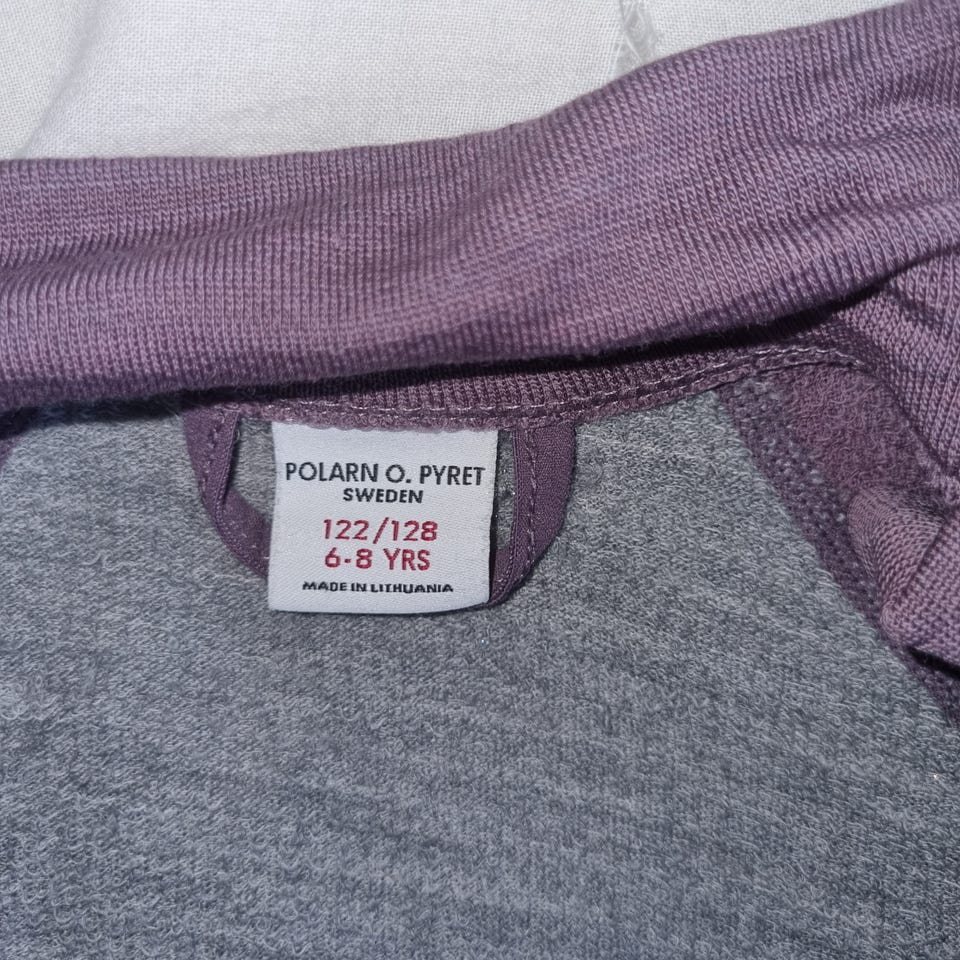 POLARN O. PYRET
SWEDEN
122/128
6-8 YRS
MADE IN LITHUANIA